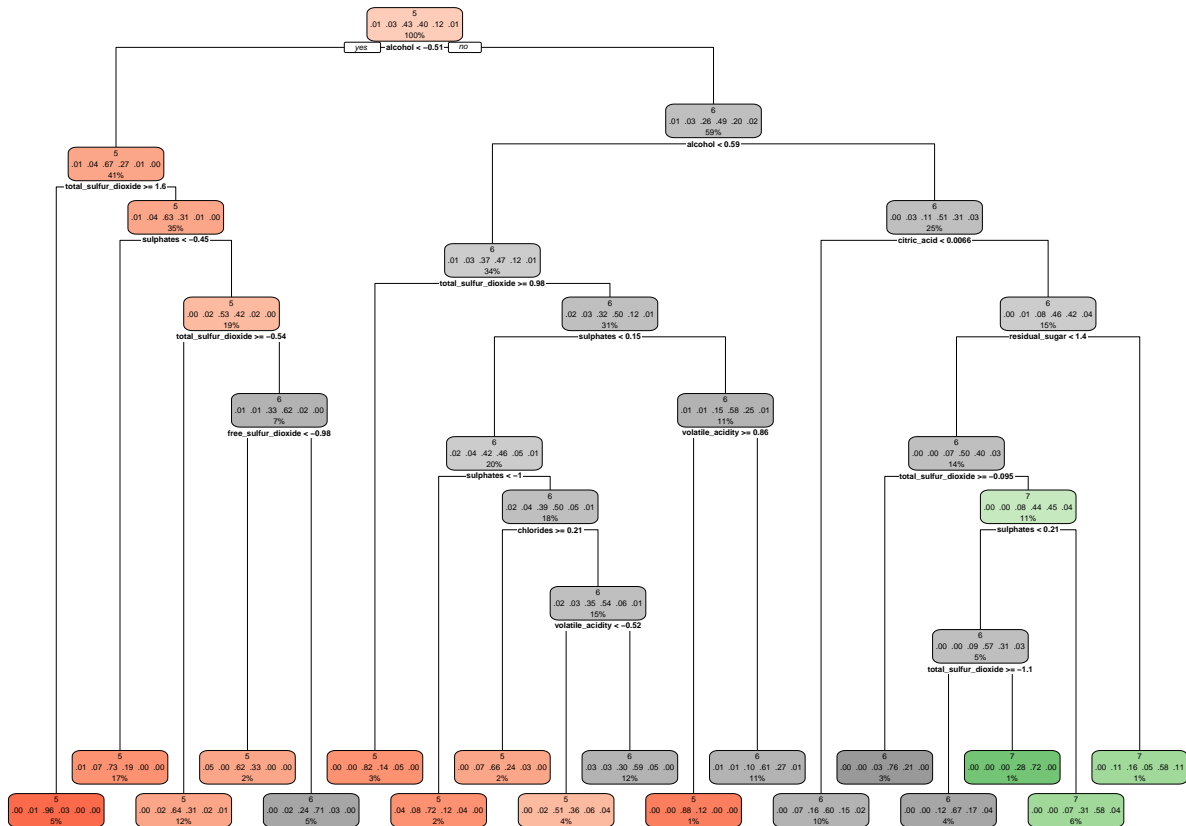 5
.01 .03 .43 .40 .12 .01
100%
yes alcohol < −0.51 no
6
.01 .03 .26 .49 .20 .02
59%
alcohol < 0.59
5
.01 .04 .67 .27 .01 .00
41%
total_sulfur_dioxide >= 1.6
5
.01 .04 .63 .31 .01 .00
35%
sulphates < −0.45
6
.00 .03 .11 .51 .31 .03
25%
citric_acid < 0.0066
6
.01 .03 .37 .47 .12 .01
34%
total_sulfur_dioxide >= 0.98
5
.00 .02 .53 .42 .02 .00
19%
total_sulfur_dioxide >= −0.54
6
.02 .03 .32 .50 .12 .01
31%
sulphates < 0.15
6
.00 .01 .08 .46 .42 .04
15%
residual_sugar < 1.4
6
.01 .01 .33 .62 .02 .00
7%
free_sulfur_dioxide < −0.98
6
.01 .01 .15 .58 .25 .01
11%
volatile_acidity >= 0.86
6
.02 .04 .42 .46 .05 .01
20%
sulphates < −1
6
.00 .00 .07 .50 .40 .03
14%
total_sulfur_dioxide >= −0.095
6
.02 .04 .39 .50 .05 .01
18%
chlorides >= 0.21
7
.00 .00 .08 .44 .45 .04
11%
sulphates < 0.21
6
.02 .03 .35 .54 .06 .01
15%
volatile_acidity < −0.52
6
.00 .00 .09 .57 .31 .03
5%
total_sulfur_dioxide >= −1.1
5
.01 .07 .73 .19 .00 .00
17%
5
.05 .00 .62 .33 .00 .00
2%
5
.00 .00 .82 .14 .05 .00
3%
5
.00 .07 .66 .24 .03 .00
2%
6
.03 .03 .30 .59 .05 .00
12%
6
.01 .01 .10 .61 .27 .01
11%
6
.00 .00 .03 .76 .21 .00
3%
7
.00 .00 .00 .28 .72 .00
1%
7
.00 .11 .16 .05 .58 .11
1%
5
.00 .01 .96 .03 .00 .00
5%
5
.00 .02 .64 .31 .02 .01
12%
6
.00 .02 .24 .71 .03 .00
5%
5
.04 .08 .72 .12 .04 .00
2%
5
.00 .02 .51 .36 .06 .04
4%
5
.00 .00 .88 .12 .00 .00
1%
6
.00 .07 .16 .60 .15 .02
10%
6
.00 .00 .12 .67 .17 .04
4%
7
.00 .00 .07 .31 .58 .04
6%